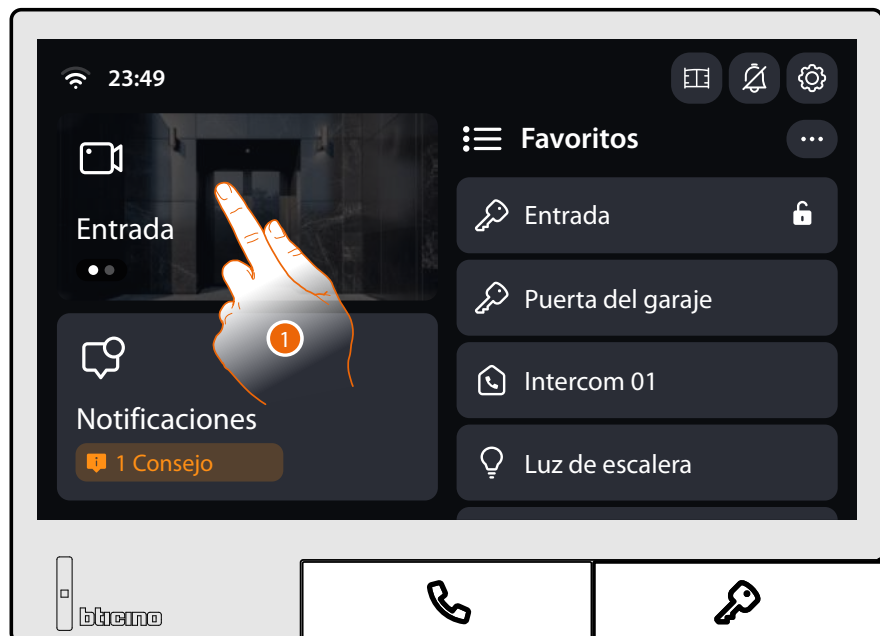 23:49
Entrada
Notificaciones
1 Consejo
Favoritos
Entrada
Puerta del garaje
Intercom 01
Luz de escalera
1
bticino